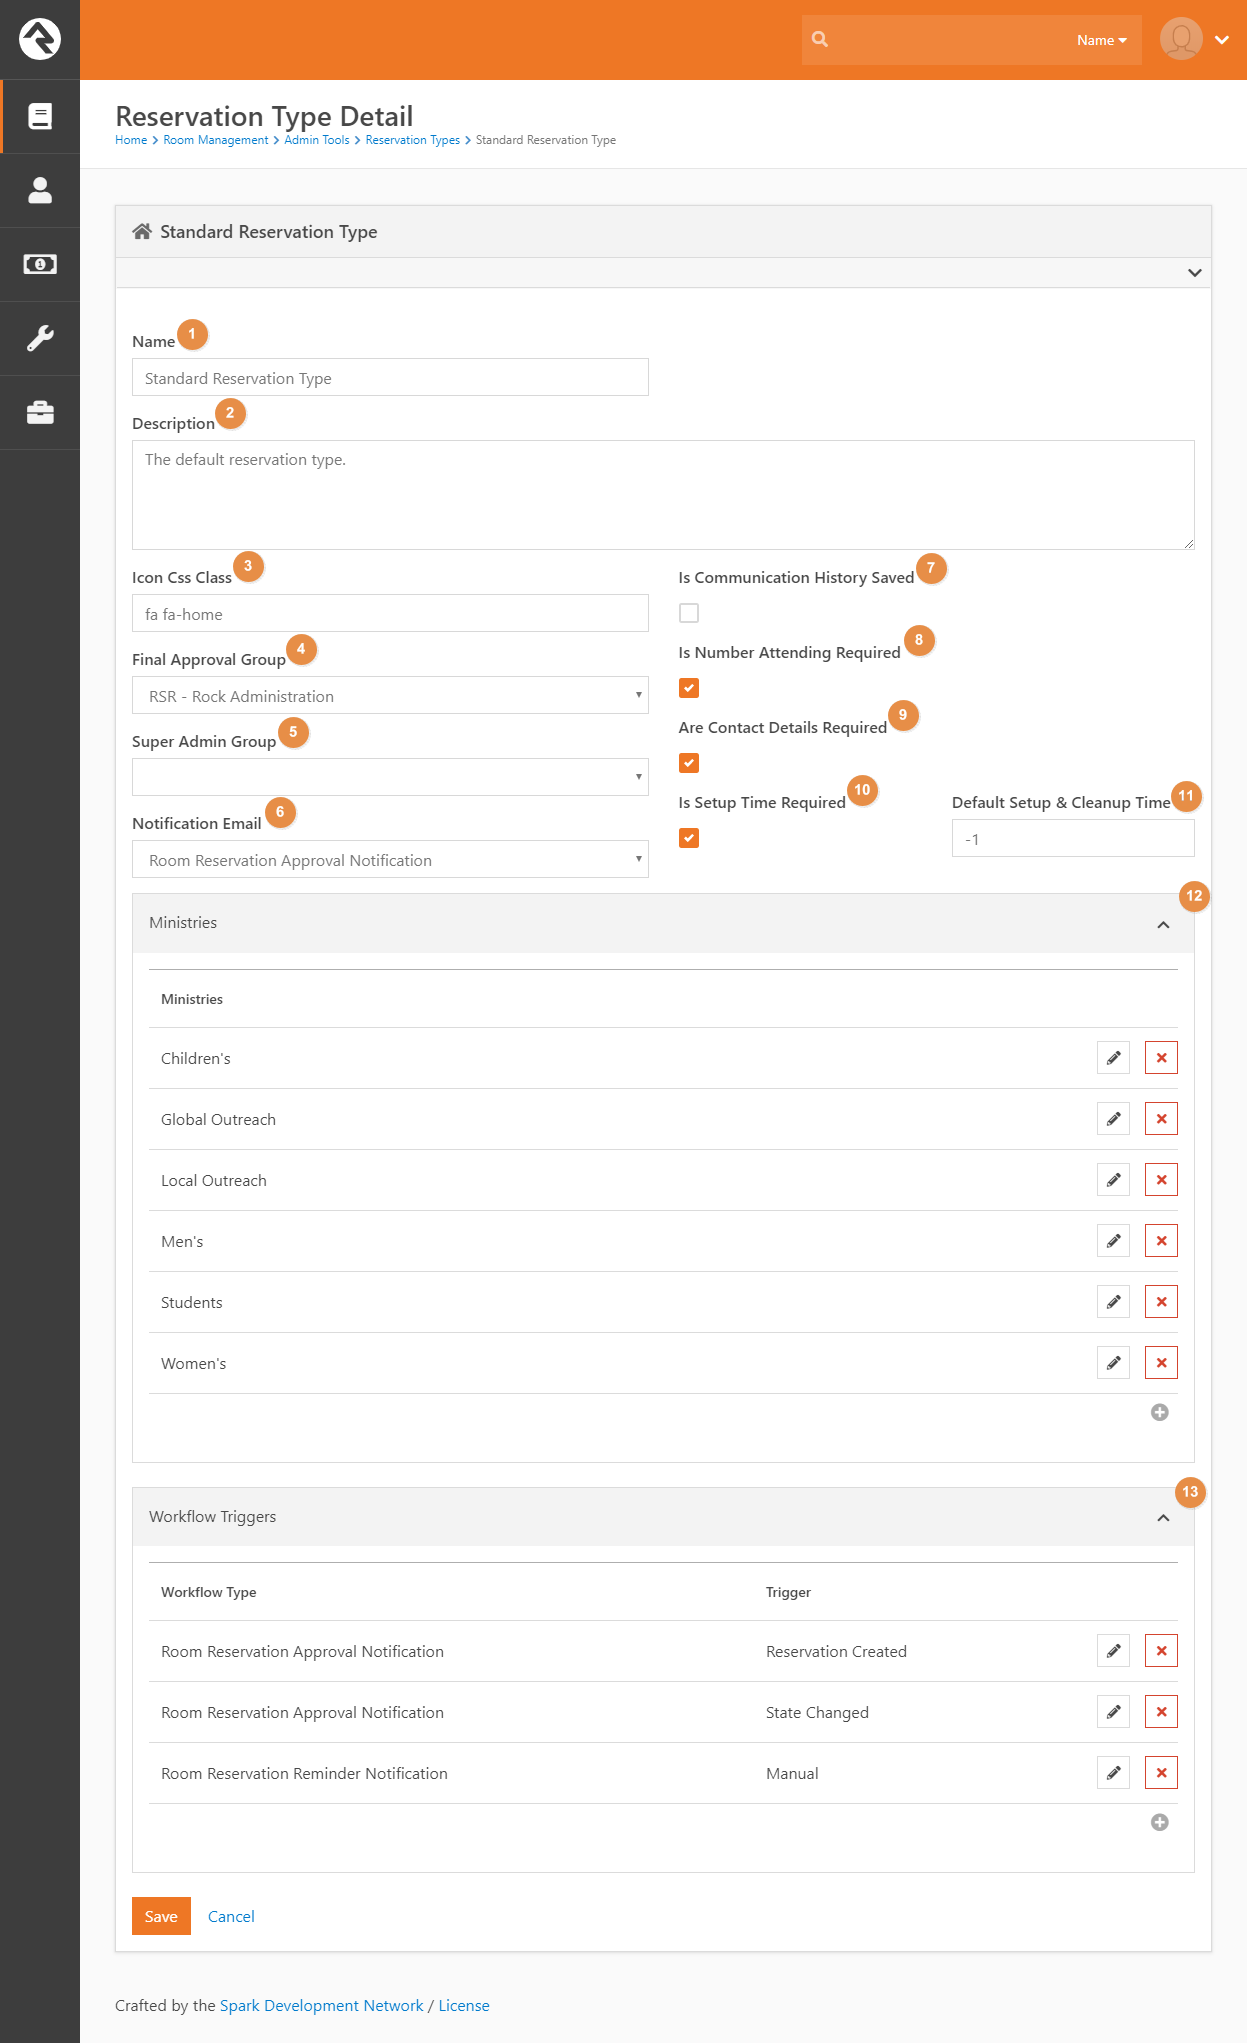 Name
Reservation Type Detail
Home > Room Management > Admin Tools > Reservation Types > Standard Reservation Type
Standard Reservation Type
Name 1
Standard Reservation Type
Description 2
The default reservation type.
Icon Css Class 3
fa fa-home
Final Approval Group 4
RSR - Rock Administration
Super Admin Group 5
Notification Email 6
Room Reservation Approval Notification
Is Communication History Saved 7
Is Number Attending Required 8
Are Contact Details Required 9
Is Setup Time Required 10
Default Setup & Cleanup Time 11
-1
12
Ministries
Ministries
Children's
Global Outreach
Local Outreach
Men's
Students
Women's
13
Workflow Triggers
Workflow Type Trigger
Room Reservation Approval Notification Reservation Created
Room Reservation Approval Notification State Changed
Room Reservation Reminder Notification Manual
Save Cancel
Crafted by the Spark Development Network / License